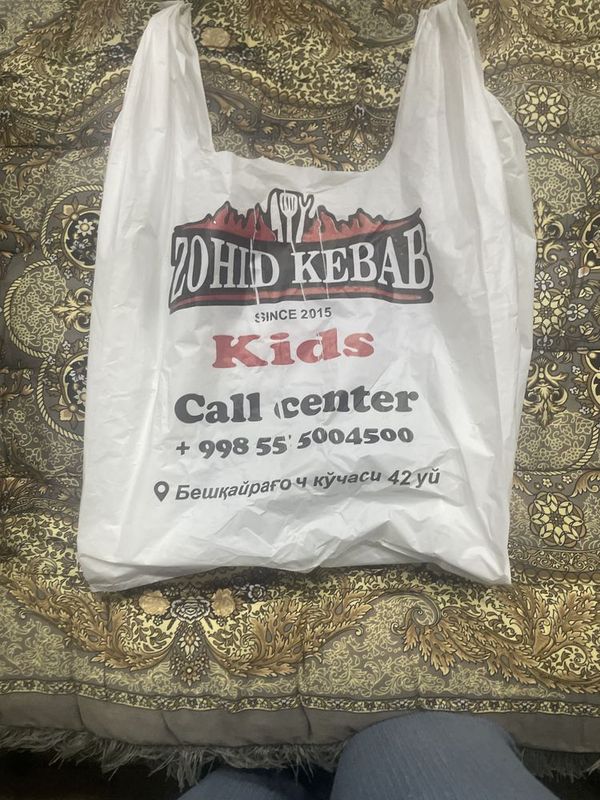 ZOHID KEBAB
SINCE 2015
Kids
Call center
+ 998 55 5004500
Бешқайрағоч кўчаси 42 уй